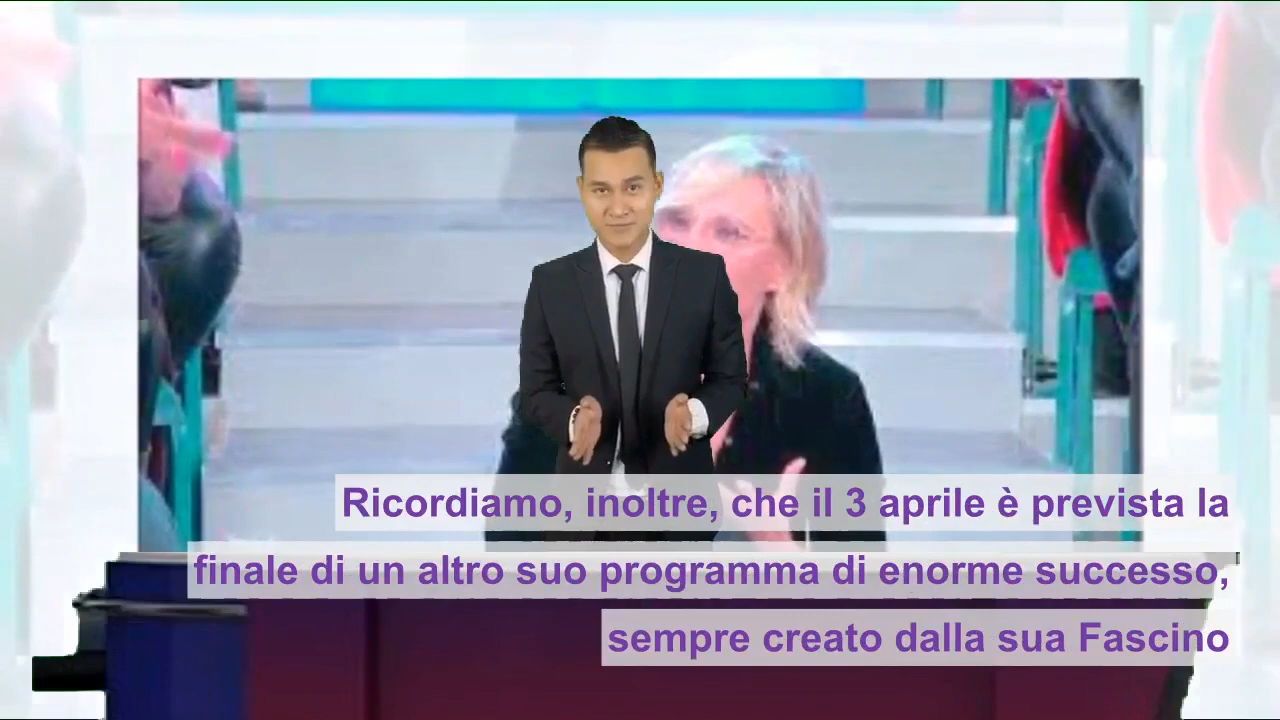 Ricordiamo, inoltre, che il 3 aprile è prevista la
finale di un altro suo programma di enorme successo,
sempre creato dalla sua Fascino